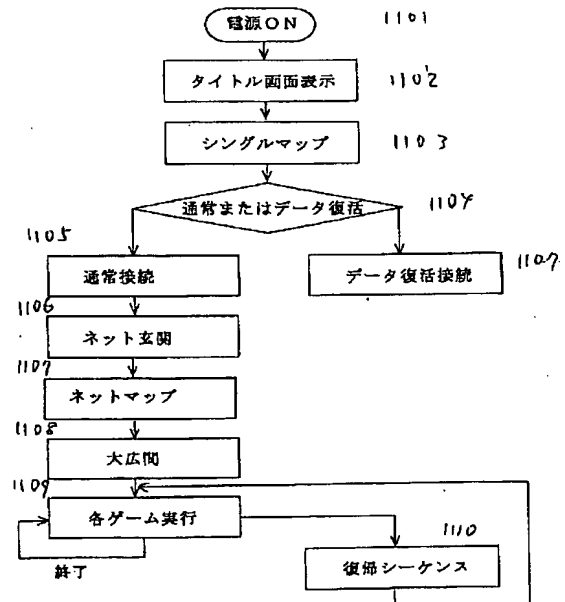 電源ON 1101
タイトル画面表示 1102
シングルマップ 1103
通常またはデータ復活 1104
1105
通常接続
データ復活接続 1107
1106
ネット玄関
1107
ネットマップ
1108
大広間
1109
各ゲーム実行
1110
終了
復帰シーケンス